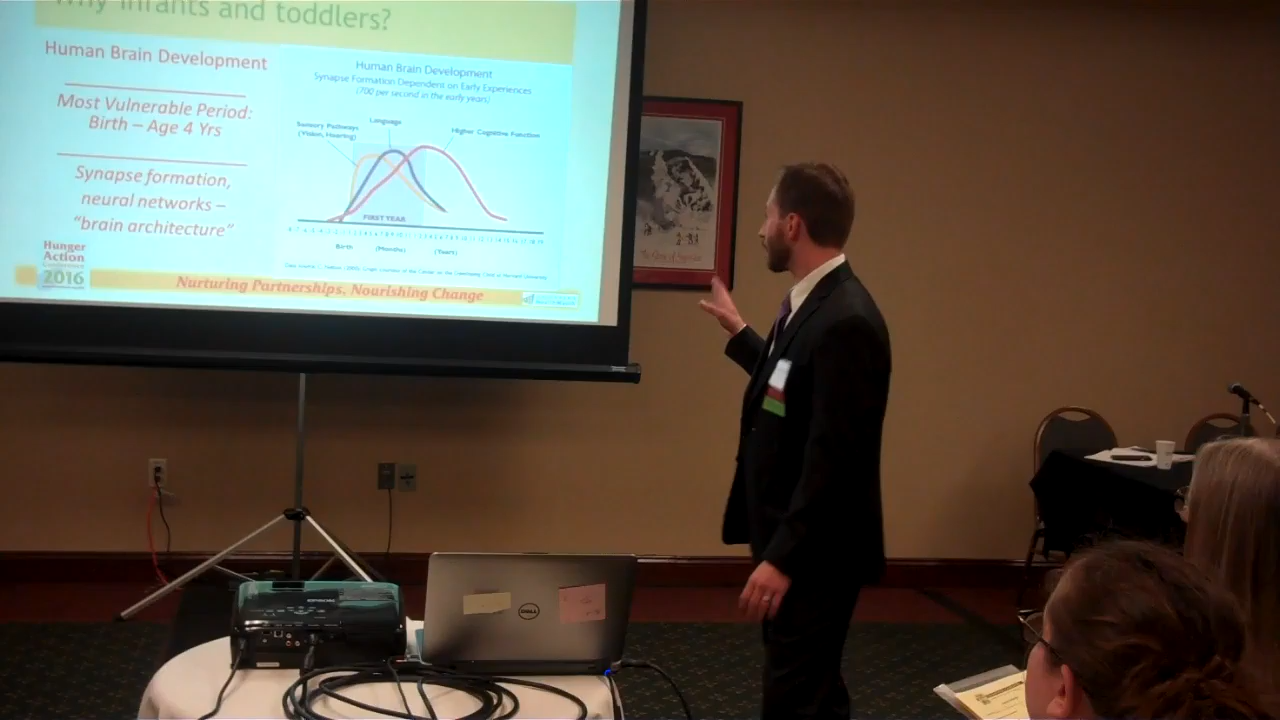 Why infants and toddlers?
Human Brain Development
Most Vulnerable Period:
Birth – Age 4 Yrs
Synapse formation,
neural networks –
"brain architecture"
Human Brain Development
Synapse Formation Dependent on Early Experiences
(700 per second in the early years)
Sensory Pathways
(Vision, Hearing)
Language
Higher Cognitive Function
FIRST YEAR
Birth
(Months)
(Years)
Hunger
Action
2016
Nurturing Partnerships, Nourishing Change
DELL